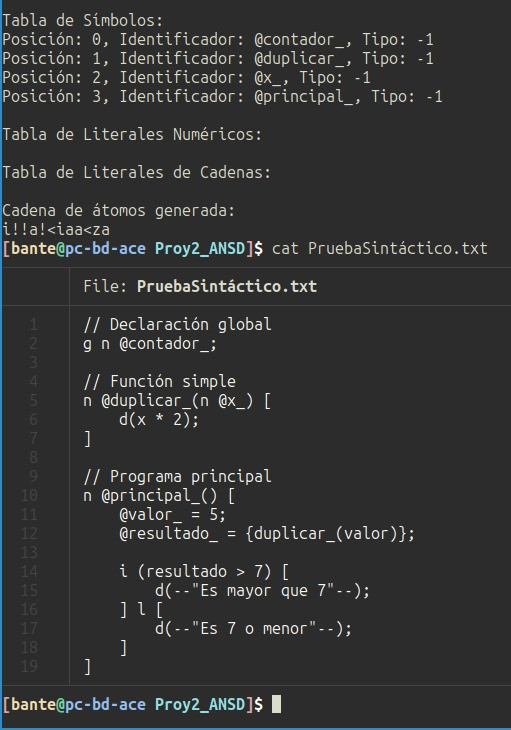 Tabla de Símbolos:
Posición: 0, Identificador: @contador_, Tipo: -1
Posición: 1, Identificador: @duplicar_, Tipo: -1
Posición: 2, Identificador: @x_, Tipo: -1
Posición: 3, Identificador: @principal_, Tipo: -1
Tabla de Literales Numéricos:
Tabla de Literales de Cadenas:
Cadena de átomos generada:
i!!a!<iaa<za
[bante@pc-bd-ace Proy2_ANSD]$ cat PruebaSintáctico.txt
File: PruebaSintáctico.txt
1 // Declaración global
2 g n @contador_;
3
4 // Función simple
5 n @duplicar_(n @x_) [
6 d(x * 2);
7 ]
8
9 // Programa principal
10 n @principal_() [
11 @valor_ = 5;
12 @resultado_ = {duplicar_(valor)};
13
14 i (resultado > 7) [
15 d(--"Es mayor que 7"--);
16 ] l [
17 d(--"Es 7 o menor"--);
18 ]
19 ]
[bante@pc-bd-ace Proy2_ANSD]$